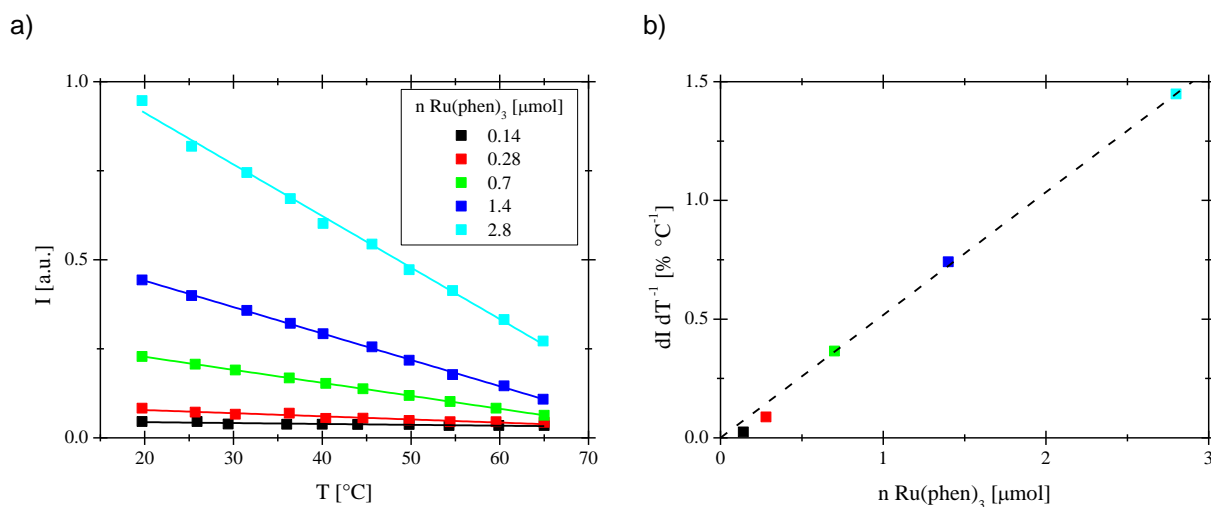 a)
1.0
0.5
0.0
I [a.u.]
20 30 40 50 60 70
T [°C]
n Ru(phen)₃ [μmol]
0.14
0.28
0.7
1.4
2.8
b)
1.5
1.0
0.5
0.0
dI dT⁻¹ [% °C⁻¹]
0 1 2 3
n Ru(phen)₃ [μmol]